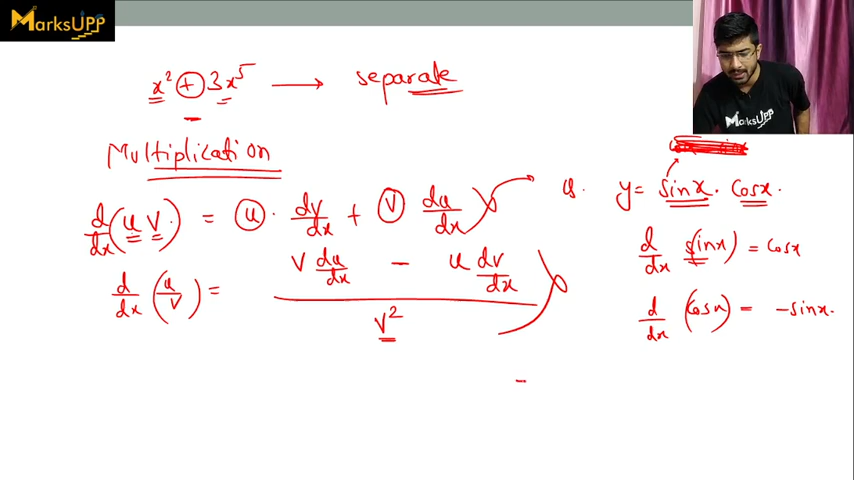 MarksUPP
x² + 3x⁵ → separate
Multiplication
d/dx (u v) = u · dv/dx + v du/dx
d/dx (u/v) = (v du/dx − u dv/dx) / v²
MarksUPP
y = sinx · cosx.
d/dx (sinx) = cosx
d/dx (cosx) = -sinx.